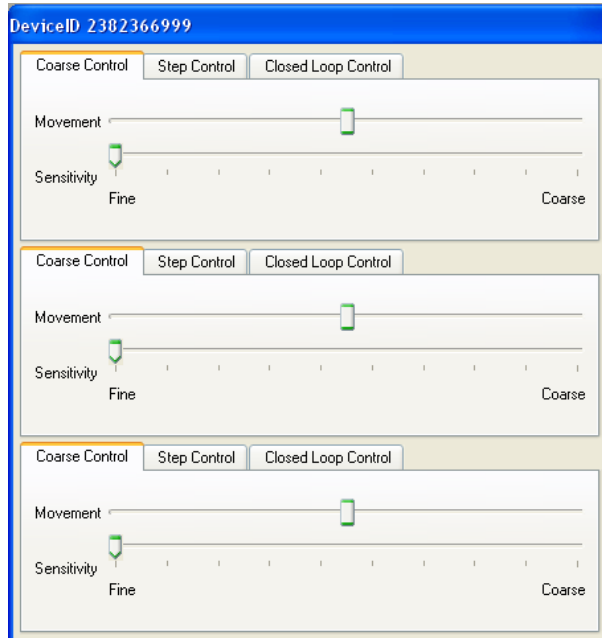 DeviceID 2382366999
Coarse Control Step Control Closed Loop Control
Movement
Sensitivity
Fine Coarse
Coarse Control Step Control Closed Loop Control
Movement
Sensitivity
Fine Coarse
Coarse Control Step Control Closed Loop Control
Movement
Sensitivity
Fine Coarse